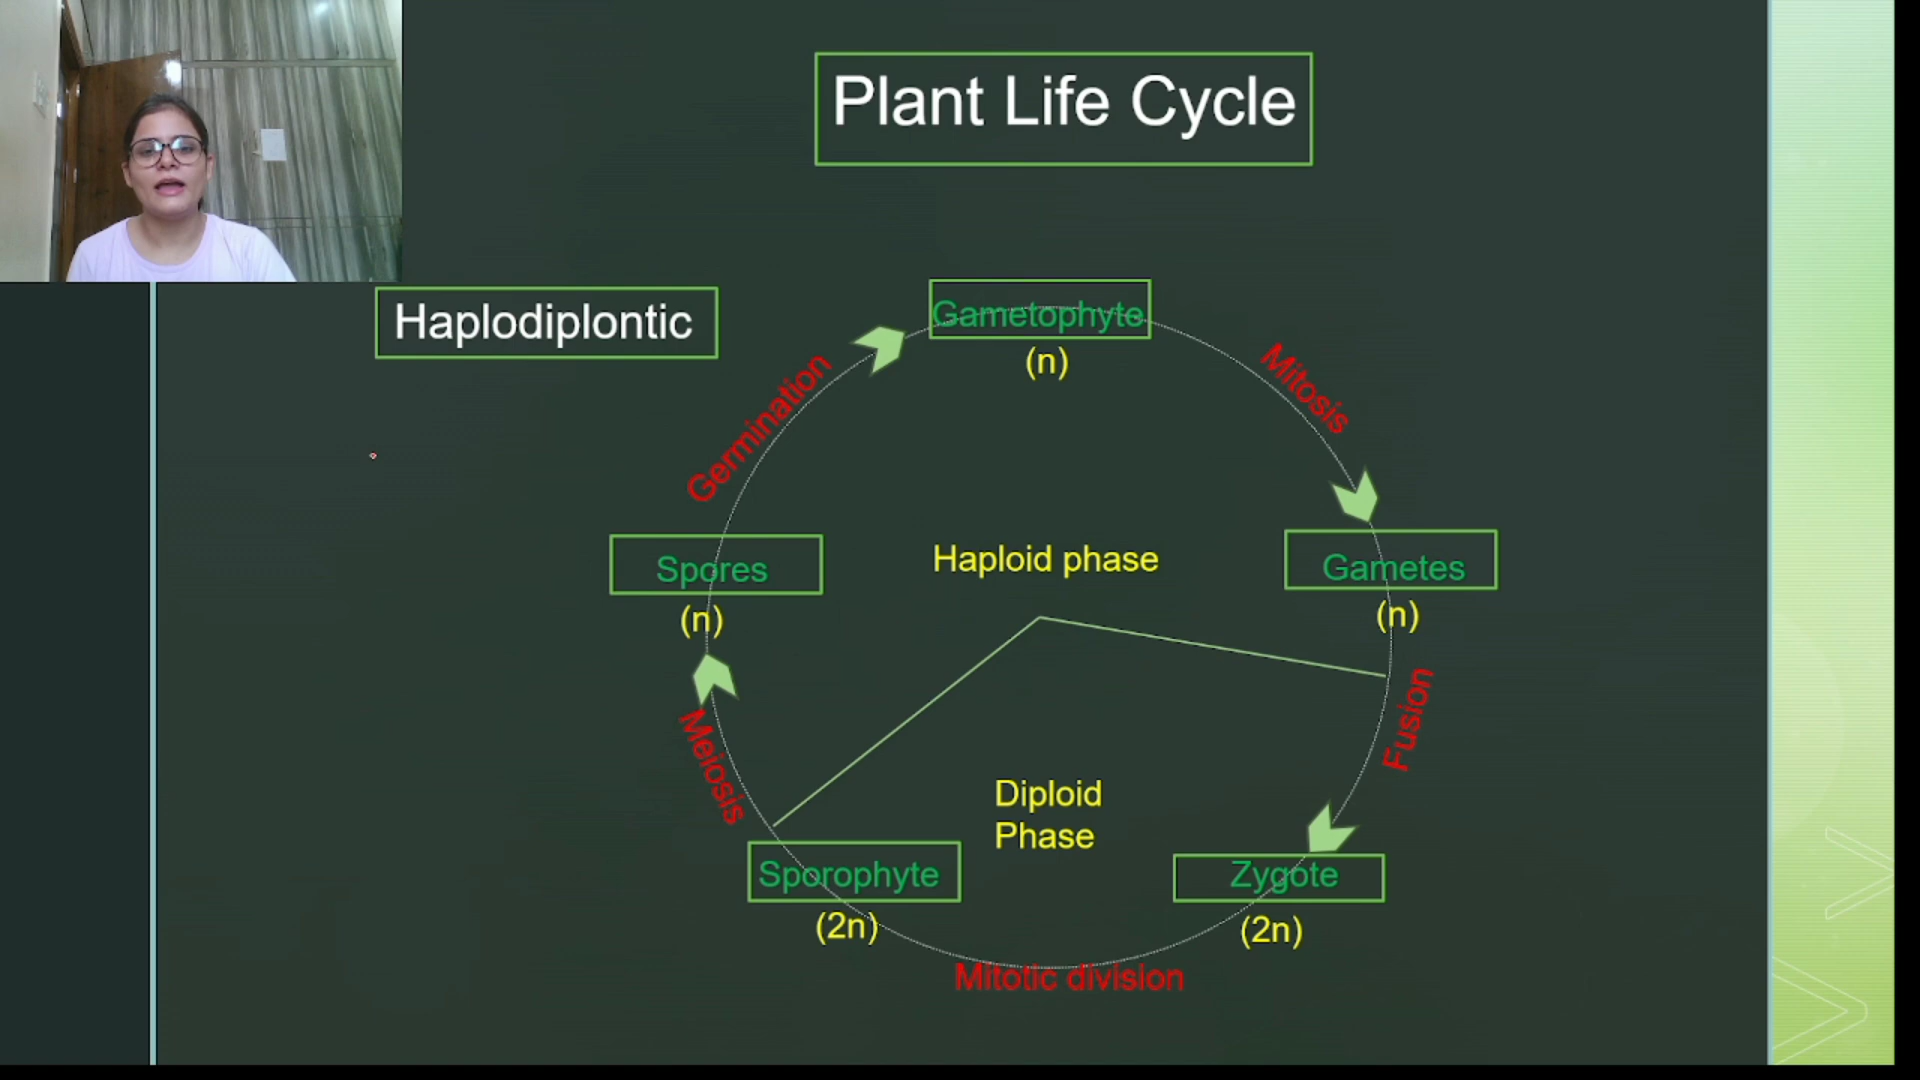 Plant Life Cycle
Haplodiplontic
Gametophyte
(n)
Mitosis
Germination
Spores
(n)
Haploid phase
Gametes
(n)
Fusion
Meiosis
Diploid
Phase
Sporophyte
(2n)
Zygote
(2n)
Mitotic division